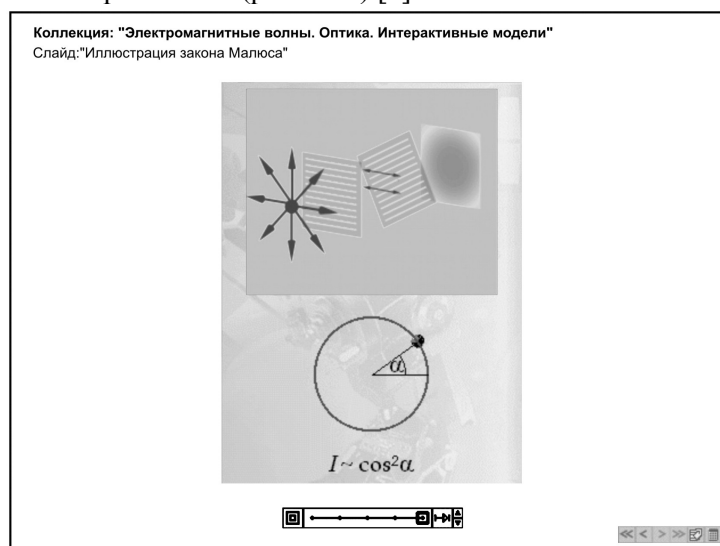 Коллекция: "Электромагнитные волны. Оптика. Интерактивные модели"
Слайд:"Иллюстрация закона Малюса"
α
I ~ cos²α